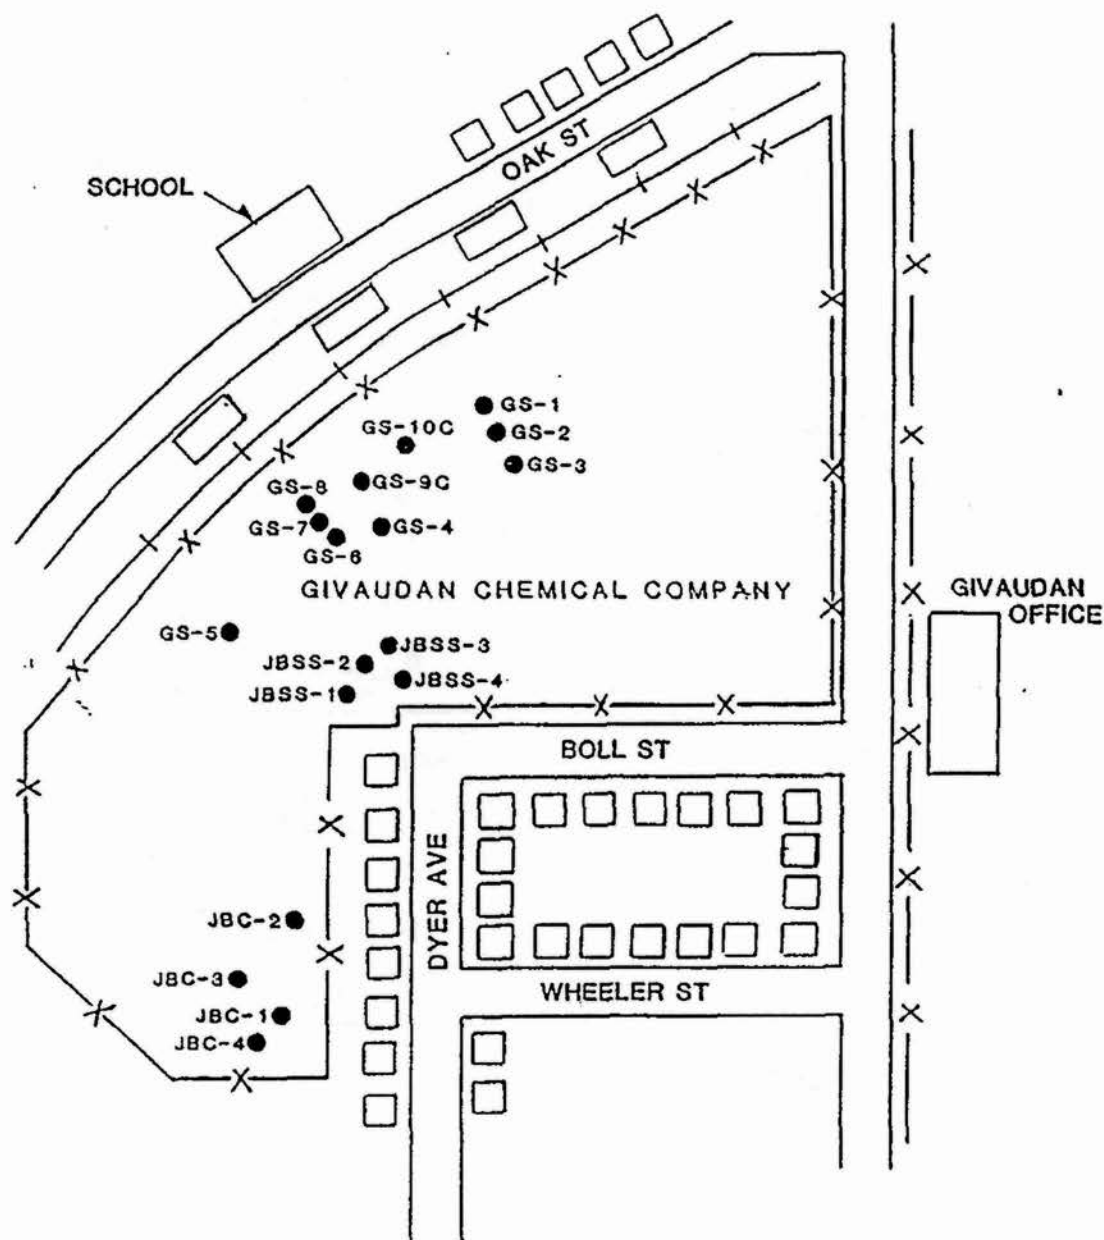 OAK ST
SCHOOL
GS-1
GS-10C
GS-2
GS-3
GS-8
GS-9C
GS-7
GS-4
GS-6
GIVAUDAN CHEMICAL COMPANY
GIVAUDAN
OFFICE
GS-5
JBSS-3
JBSS-2
JBSS-4
JBSS-1
BOLL ST
DYER AVE
JBC-2
JBC-3
WHEELER ST
JBC-1
JBC-4